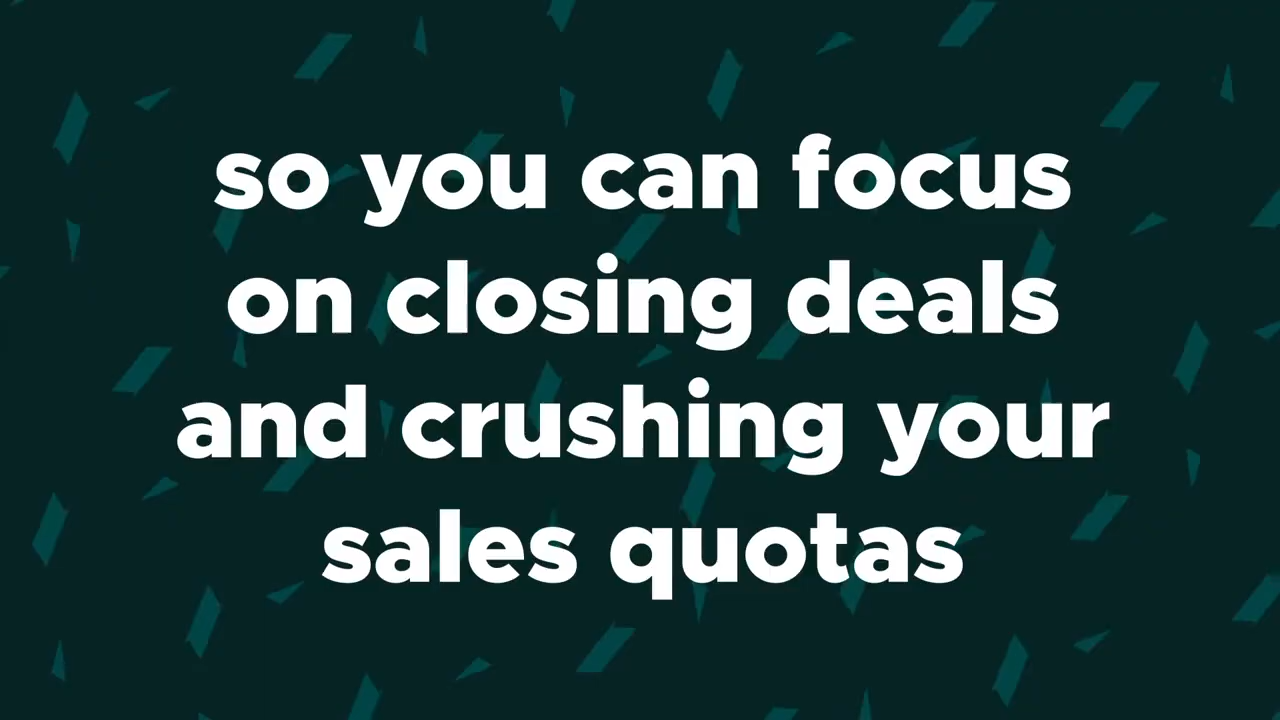 so you can focus
on closing deals
and crushing your
sales quotas